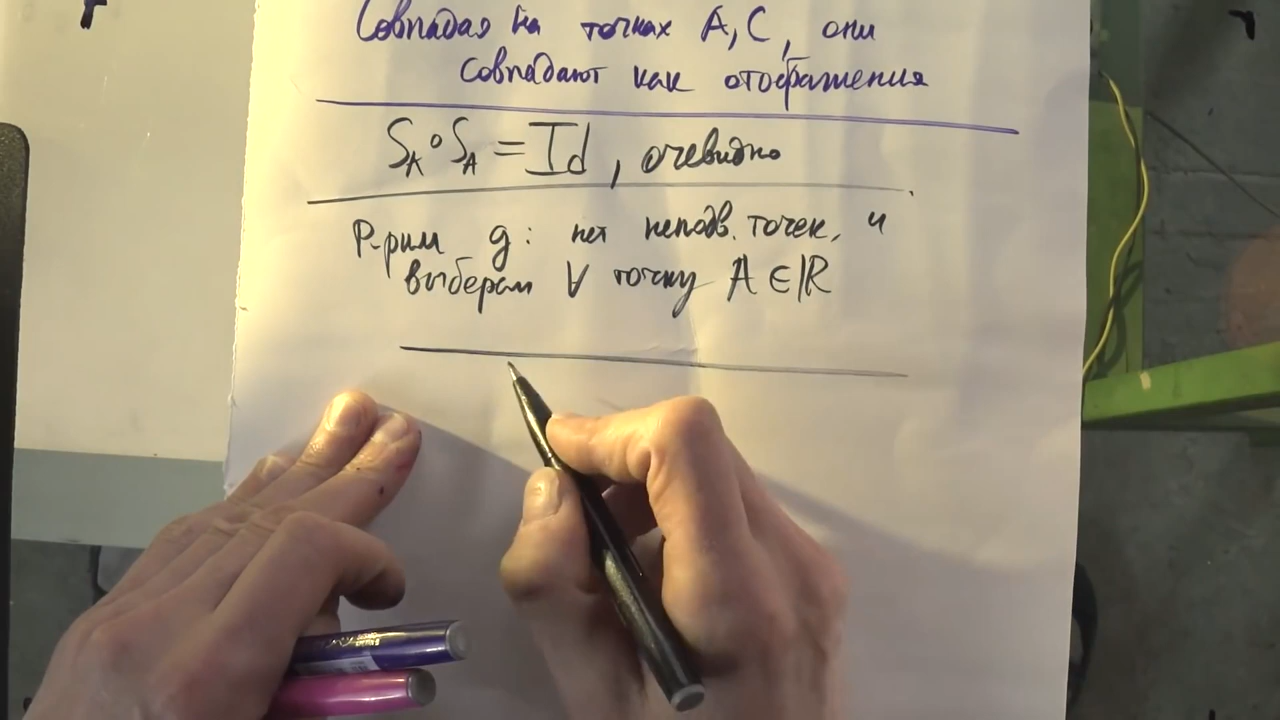 Совпадая на точках A, C, они
совпадают как отображения
S_A ∘ S_A = Id, очевидно
Р-рим g: нет неподв. точек, и
выберем ∀ точку A ∈ ℝ